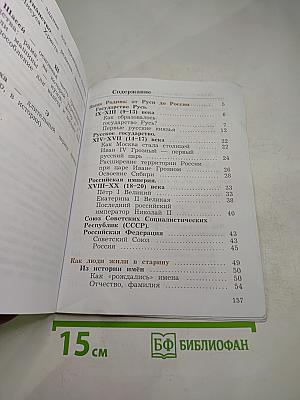 Содержание
Наша Родина: от Руси до России 5
Государство Русь.
IX–XIII (9–13) века 6
Как образовалось
государство Русь? 7
Первые русские князья 12
Русское государство.
XIV–XVII (14–17) века 22
Как Москва стала столицей 22
Иван IV Грозный — первый
русский царь 24
Расширение территории России
при царе Иване Грозном 26
Освоение Сибири 28
Российская империя.
XVIII–XX (18–20) века 33
Пётр I Великий 33
Екатерина II Великая 38
Последний российский
император Николай II 40
Союз Советских Социалистических
Республик (СССР).
Российская Федерация 43
Советский Союз 43
Россия 45
Как люди жили в старину 49
Из истории имён 50
Как «рождались» имена 50
Отчество, фамилия 54
157
15 см
БФ БИБЛИОФАН